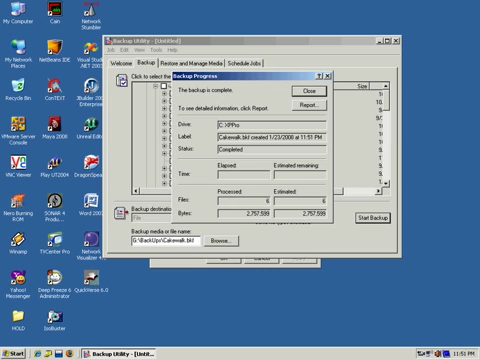 My Computer
Cain
Network
Stumbler
My Network
Places
NetBeans IDE
Visual Studio
.NET 2003
Recycle Bin
ConTEXT
JBuilder 2005
Enterprise
VMware Server
Console
Maya 2008
Unreal Editor
VNC Viewer
Play UT2004
DragonSpeak
Nero Burning
ROM
SONAR 4
Produ...
Visual
Winamp
TVCenter Pro
Network
Visual...
Yahoo!
Messenger
Deep Freeze 6
Administrator
QuickVerse 6.0
HOLD
IsoBuster
Backup Utility - [Untitled]
Job Edit View Tools Help
Welcome Backup Restore and Manage Media Schedule Jobs
Click to select the
Size
Backup Progress
The backup is complete.
Close
To see detailed information, click Report.
Report...
Drive: C: XPPro
Label: Cakewalk.bkf created 1/23/2008 at 11:51 PM
Status: Completed
Elapsed: Estimated remaining:
Time:
Processed: Estimated:
Files: 6 6
Bytes: 2,757,599 2,757,599
Backup destination
File
Backup media or file name:
G:\BackUps\Cakewalk.bkf
Browse...
Start Backup
Start
Backup Utility - [Untit...
11:51 PM